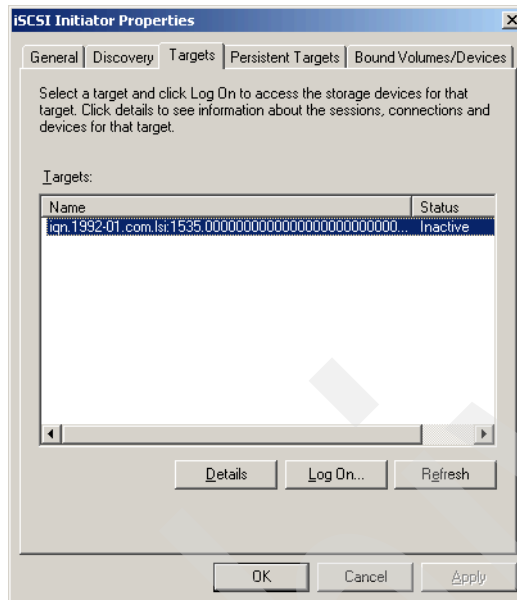 iSCSI Initiator Properties
General Discovery Targets Persistent Targets Bound Volumes/Devices
Select a target and click Log On to access the storage devices for that
target. Click details to see information about the sessions, connections and
devices for that target.
Targets:
Name Status
iqn.1992-01.com.lsi:1535.000000000000000000000000... Inactive
Details Log On... Refresh
OK Cancel Apply